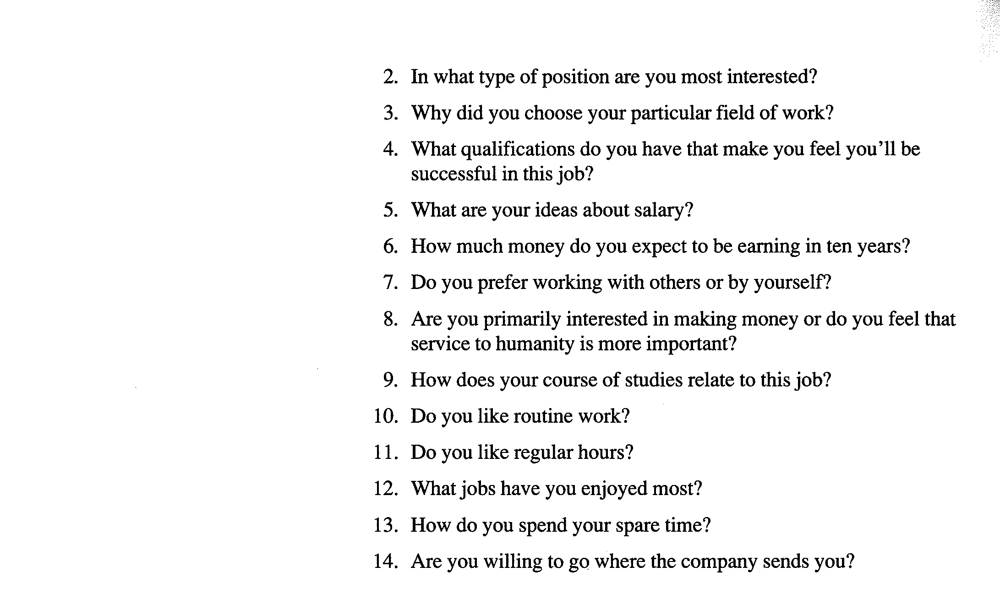 2. In what type of position are you most interested?
3. Why did you choose your particular field of work?
4. What qualifications do you have that make you feel you'll be
successful in this job?
5. What are your ideas about salary?
6. How much money do you expect to be earning in ten years?
7. Do you prefer working with others or by yourself?
8. Are you primarily interested in making money or do you feel that
service to humanity is more important?
9. How does your course of studies relate to this job?
10. Do you like routine work?
11. Do you like regular hours?
12. What jobs have you enjoyed most?
13. How do you spend your spare time?
14. Are you willing to go where the company sends you?